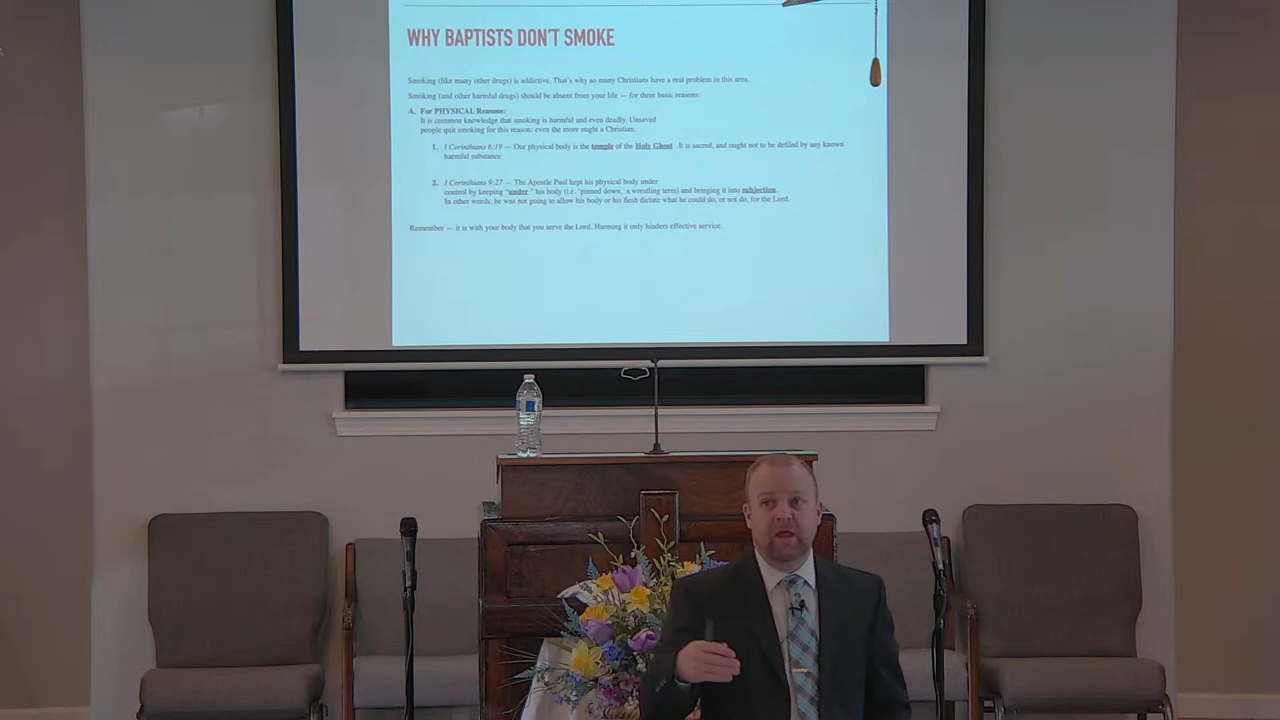 WHY BAPTISTS DON'T SMOKE
Smoking (like many other drugs) is addictive. That's why so many Christians have a real problem in this area.
Smoking (and other harmful drugs) should be absent from your life — for three basic reasons:
A. For PHYSICAL Reasons:
It is common knowledge that smoking is harmful and even deadly. Unsaved
people quit smoking for this reason: even the more ought a Christian.
1. I Corinthians 6:19 — Our physical body is the temple of the Holy Ghost . It is sacred, and ought not to be defiled by any known
harmful substance
2. I Corinthians 9:27 — The Apostle Paul kept his physical body under
control by keeping "under " his body (i.e. 'pinned down,' a wrestling term) and bringing it into subjection.
In other words, he was not going to allow his body or his flesh dictate what he could do, or not do, for the Lord.
Remember — it is with your body that you serve the Lord. Harming it only hinders effective service.